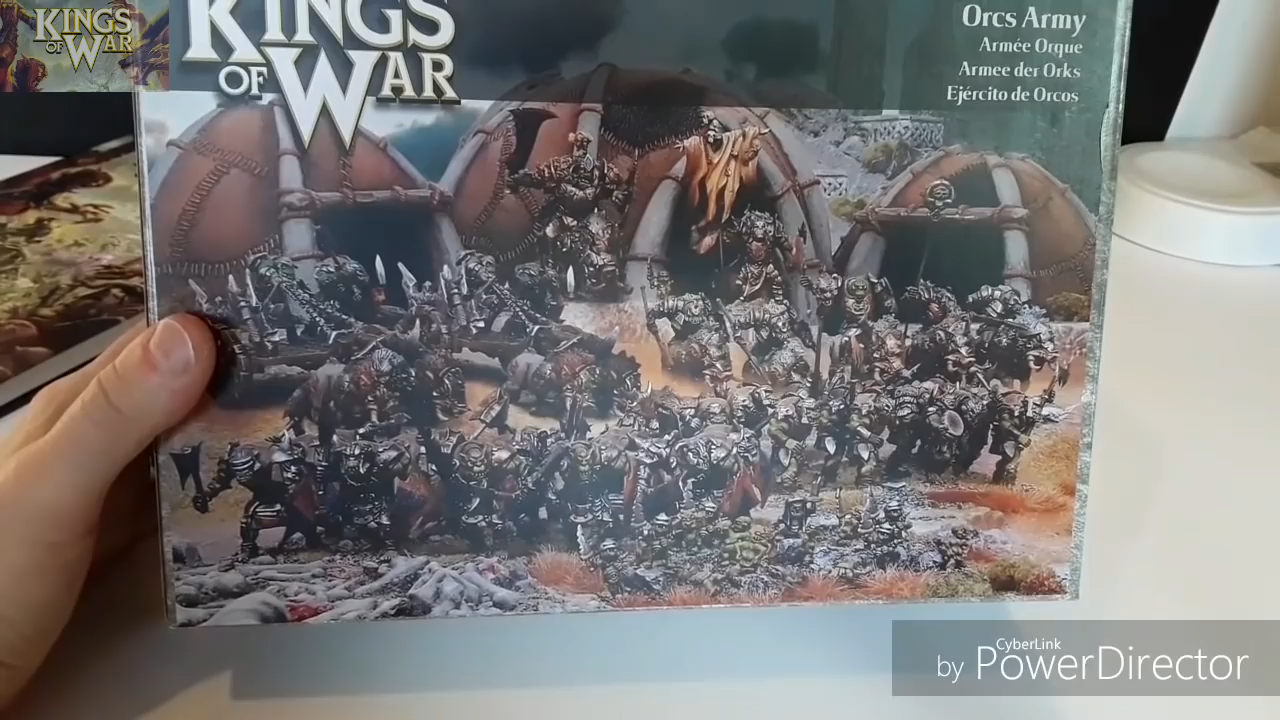 KINGS
OF WAR
KINGS
OF WAR
Orcs Army
Armée Orque
Armee der Orks
Ejército de Orcos
CyberLink
by PowerDirector